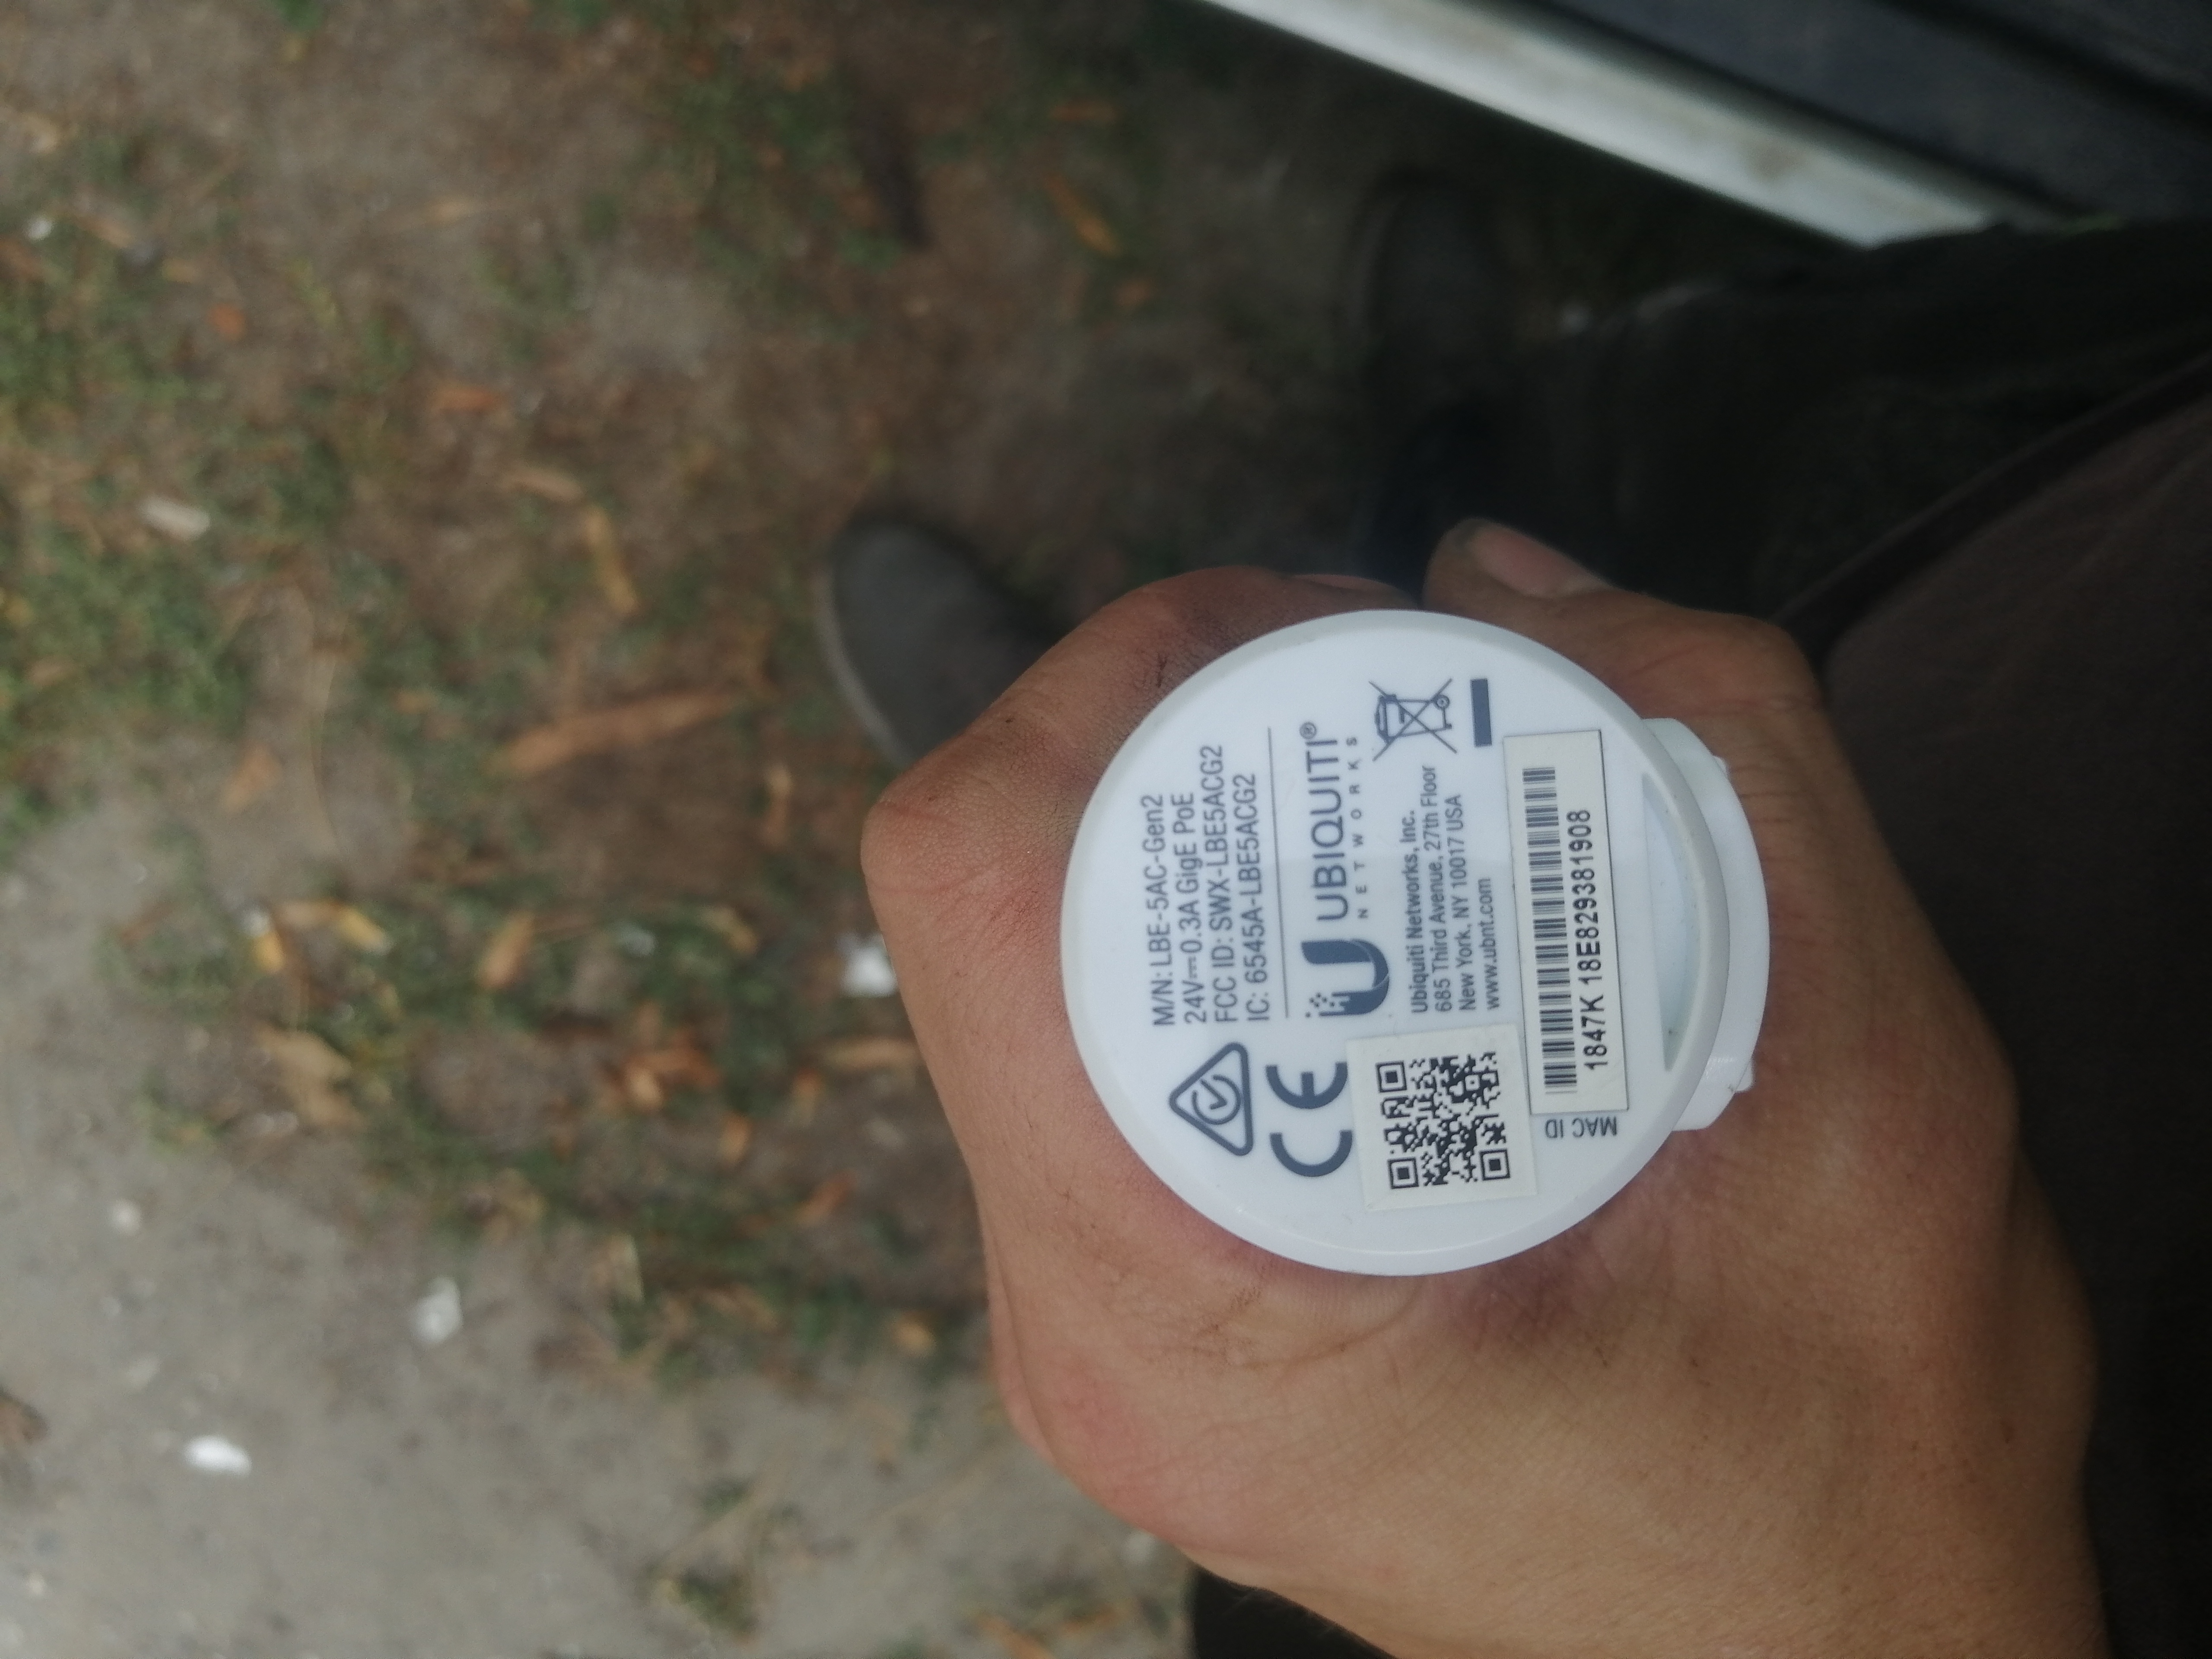 M/N: LBE-5AC-Gen2
24V⎓0.3A GigE PoE
FCC ID: SWX-LBE5ACG2
IC: 6545A-LBE5ACG2
CE
UBIQUITI®
NETWORKS
Ubiquiti Networks, Inc.
685 Third Avenue, 27th Floor
New York, NY 10017 USA
www.ubnt.com
MAC ID
1847K 18E829381908